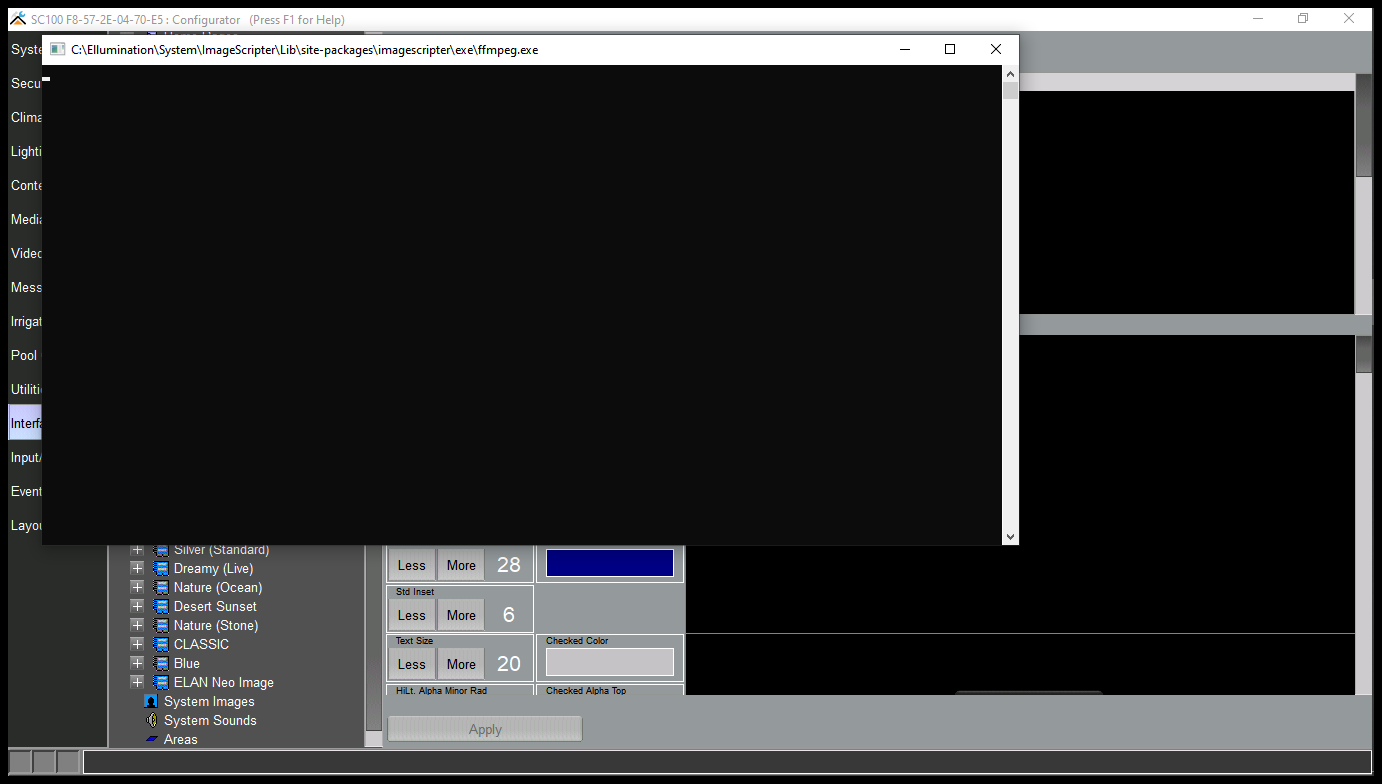 SC100 F8-57-2E-04-70-E5 : Configurator (Press F1 for Help)
C:\Ellumination\System\ImageScripter\Lib\site-packages\imagescripter\exe\ffmpeg.exe
Syste
Secu
Clima
Lighti
Conte
Media
Video
Mess
Irrigat
Pool
Utiliti
Interfa
Input/
Event
Layou
Silver (Standard)
Dreamy (Live)
Nature (Ocean)
Desert Sunset
Nature (Stone)
CLASSIC
Blue
ELAN Neo Image
System Images
System Sounds
Areas
Less More 28
Std Inset
Less More 6
Text Size Checked Color
Less More 20
HiLt. Alpha Minor Rad Checked Alpha Top
Apply